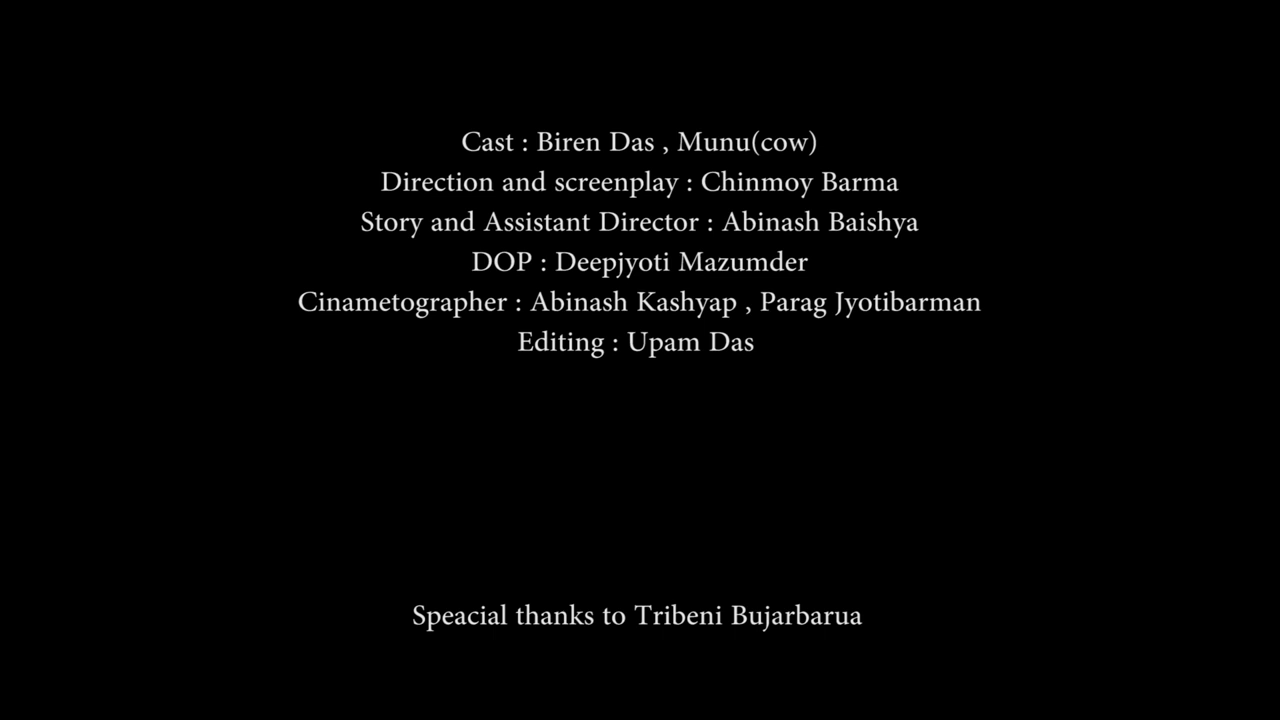 Cast : Biren Das , Munu(cow)
Direction and screenplay : Chinmoy Barma
Story and Assistant Director : Abinash Baishya
DOP : Deepjyoti Mazumder
Cinametographer : Abinash Kashyap , Parag Jyotibarman
Editing : Upam Das
Speacial thanks to Tribeni Bujarbarua